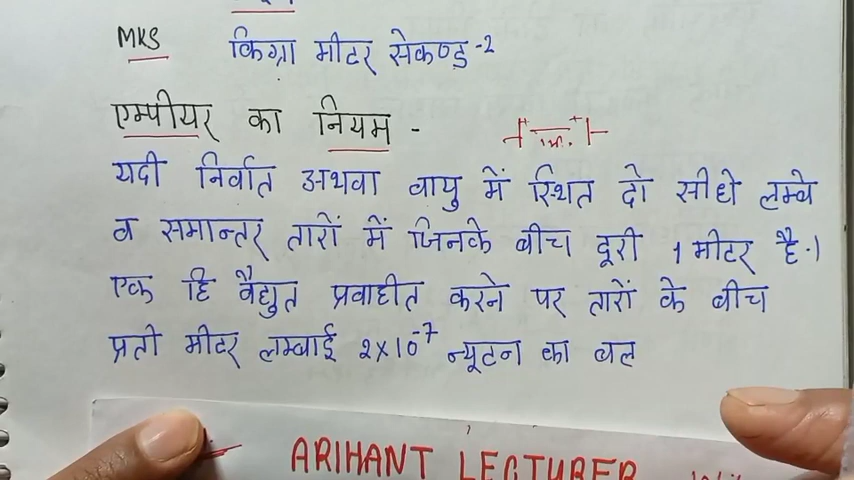 MKS किग्रा मीटर सेकण्ड-²
एम्पीयर का नियम -
1m.
यदी निर्वात अथवा वायु में स्थित दो सीधे लम्बे
व समान्तर तारों में जिनके बीच दूरी 1 मीटर है.।
एक हि वैद्युत प्रवाहीत करने पर तारों के बीच
प्रती मीटर लम्बाई 2×10⁻⁷ न्यूटन का बल
ARIHANT LECTURER